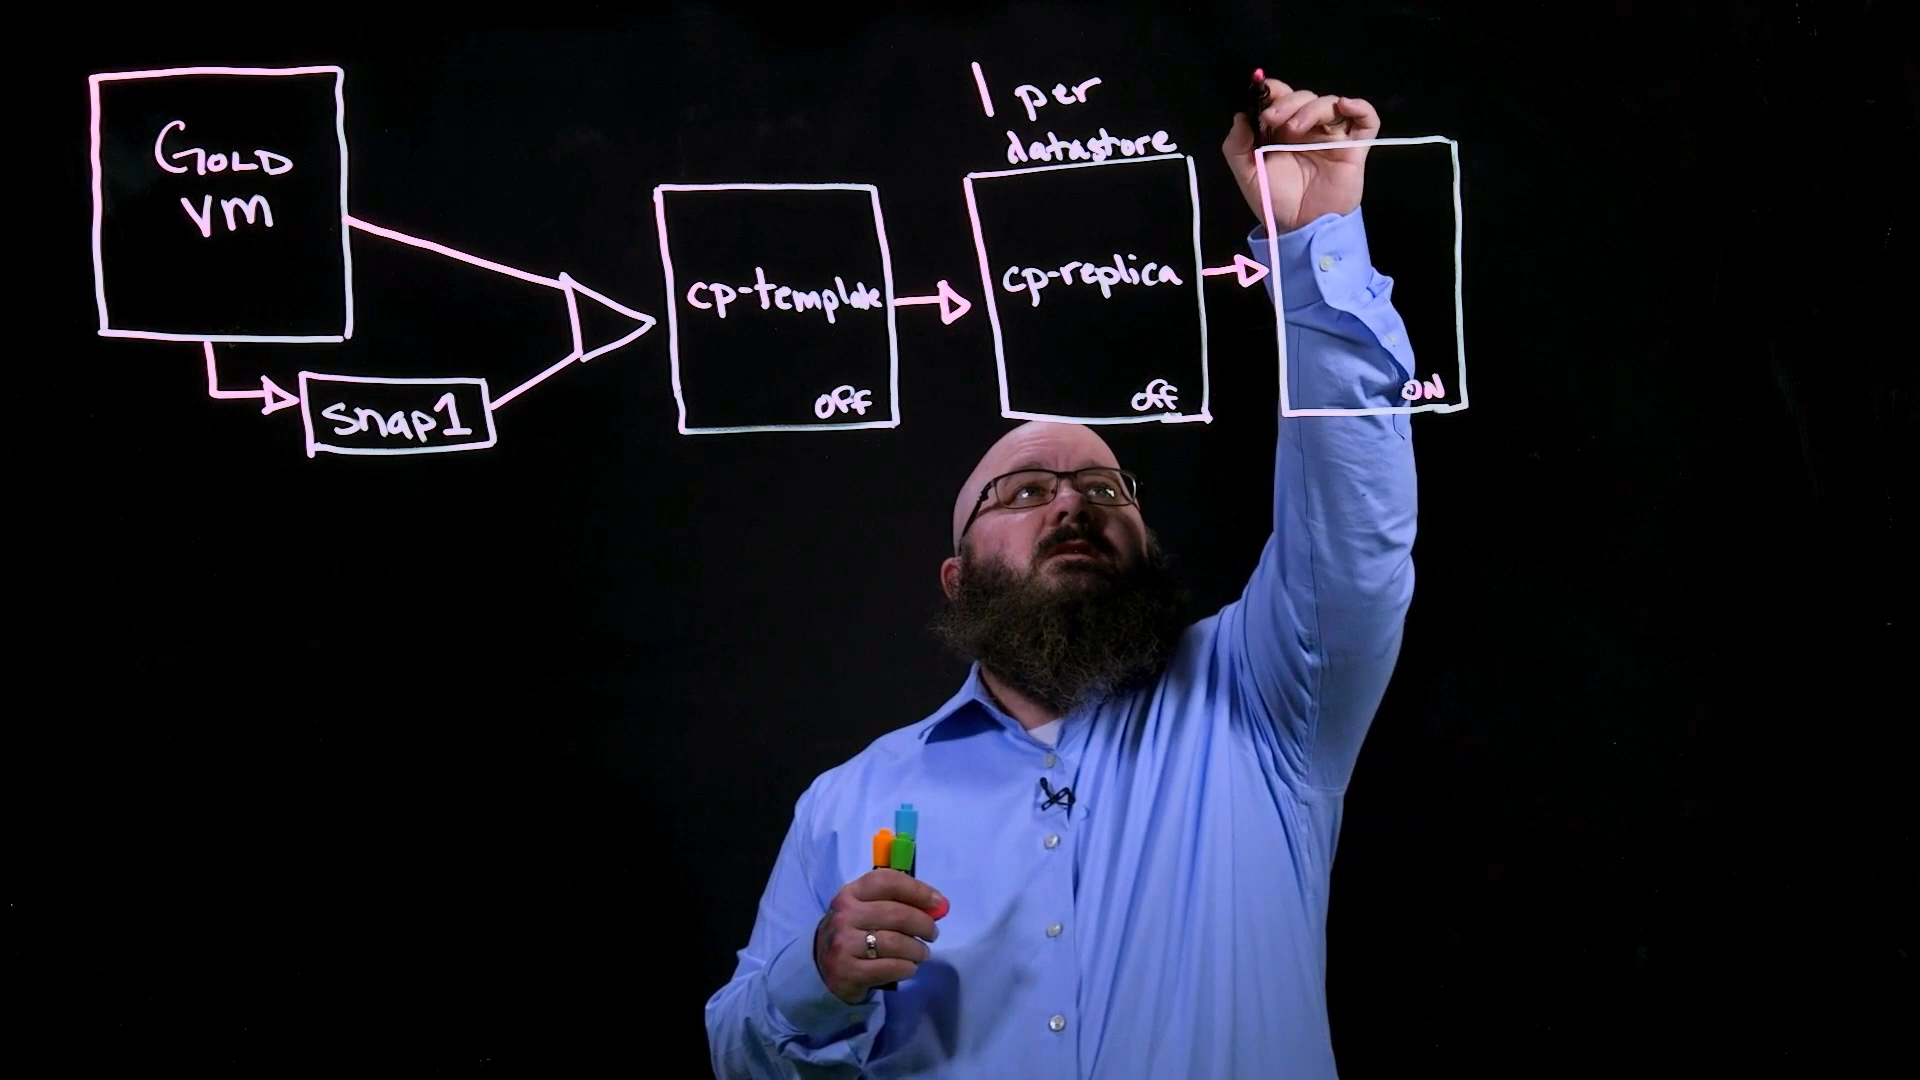 GOLD
VM
snap1
cp-template
off
1 per
datastore
cp-replica
off
ON